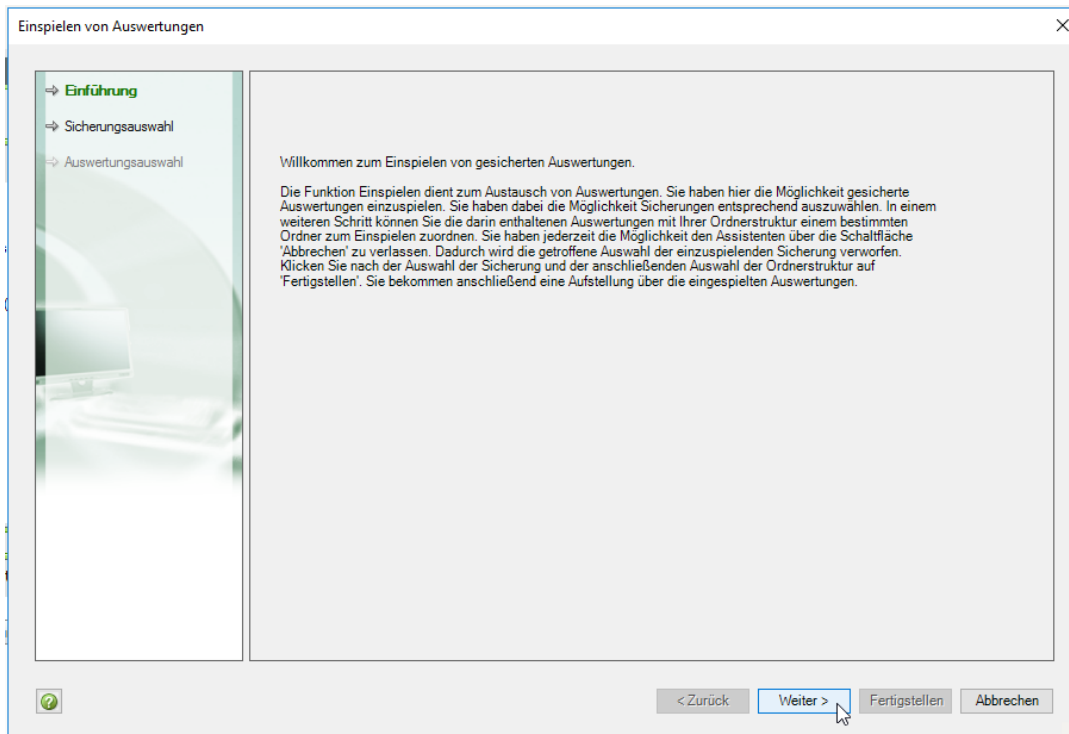 Einspielen von Auswertungen
Einführung
Sicherungsauswahl
Auswertungsauswahl
Willkommen zum Einspielen von gesicherten Auswertungen.
Die Funktion Einspielen dient zum Austausch von Auswertungen. Sie haben hier die Möglichkeit gesicherte
Auswertungen einzuspielen. Sie haben dabei die Möglichkeit Sicherungen entsprechend auszuwählen. In einem
weiteren Schritt können Sie die darin enthaltenen Auswertungen mit Ihrer Ordnerstruktur einem bestimmten
Ordner zum Einspielen zuordnen. Sie haben jederzeit die Möglichkeit den Assistenten über die Schaltfläche
'Abbrechen' zu verlassen. Dadurch wird die getroffene Auswahl der einzuspielenden Sicherung verworfen.
Klicken Sie nach der Auswahl der Sicherung und der anschließenden Auswahl der Ordnerstruktur auf
'Fertigstellen'. Sie bekommen anschließend eine Aufstellung über die eingespielten Auswertungen.
< Zurück
Weiter >
Fertigstellen
Abbrechen